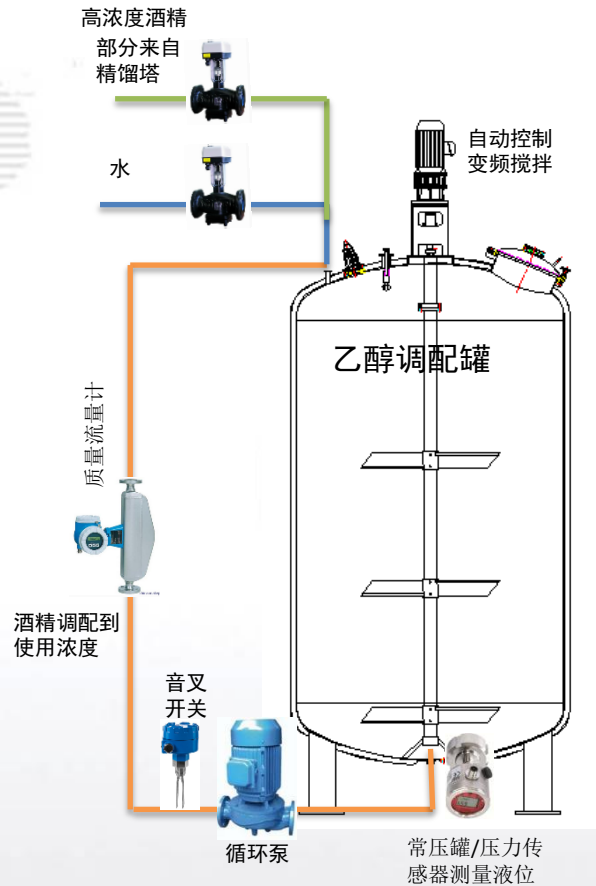 高浓度酒精
部分来自
精馏塔
水
自动控制
变频搅拌
乙醇调配罐
质量流量计
酒精调配到
使用浓度
音叉
开关
循环泵
常压罐/压力传
感器测量液位